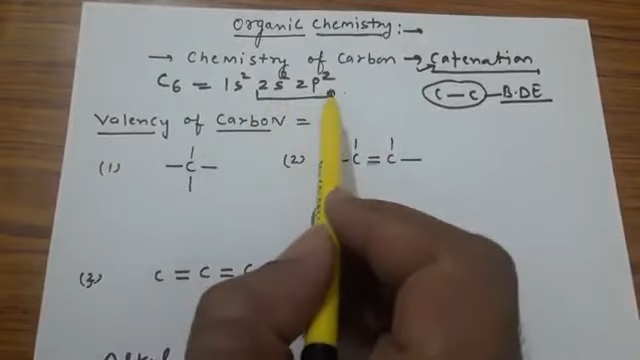 Organic Chemistry:→
→ Chemistry of Carbon → Catenation
C6 = 1s² 2s² 2p²
C—C — B.DE
Valency of Carbon =
(1) —C—
(2) C = C —
(3) C = C =